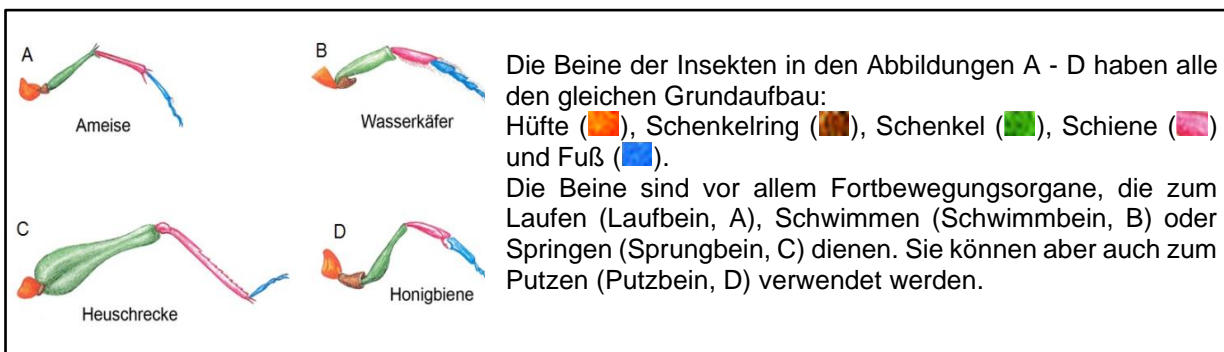 A
Ameise
B
Wasserkäfer
C
Heuschrecke
D
Honigbiene
Die Beine der Insekten in den Abbildungen A - D haben alle
den gleichen Grundaufbau:
Hüfte ( ), Schenkelring ( ), Schenkel ( ), Schiene ( )
und Fuß ( ).
Die Beine sind vor allem Fortbewegungsorgane, die zum
Laufen (Laufbein, A), Schwimmen (Schwimmbein, B) oder
Springen (Sprungbein, C) dienen. Sie können aber auch zum
Putzen (Putzbein, D) verwendet werden.